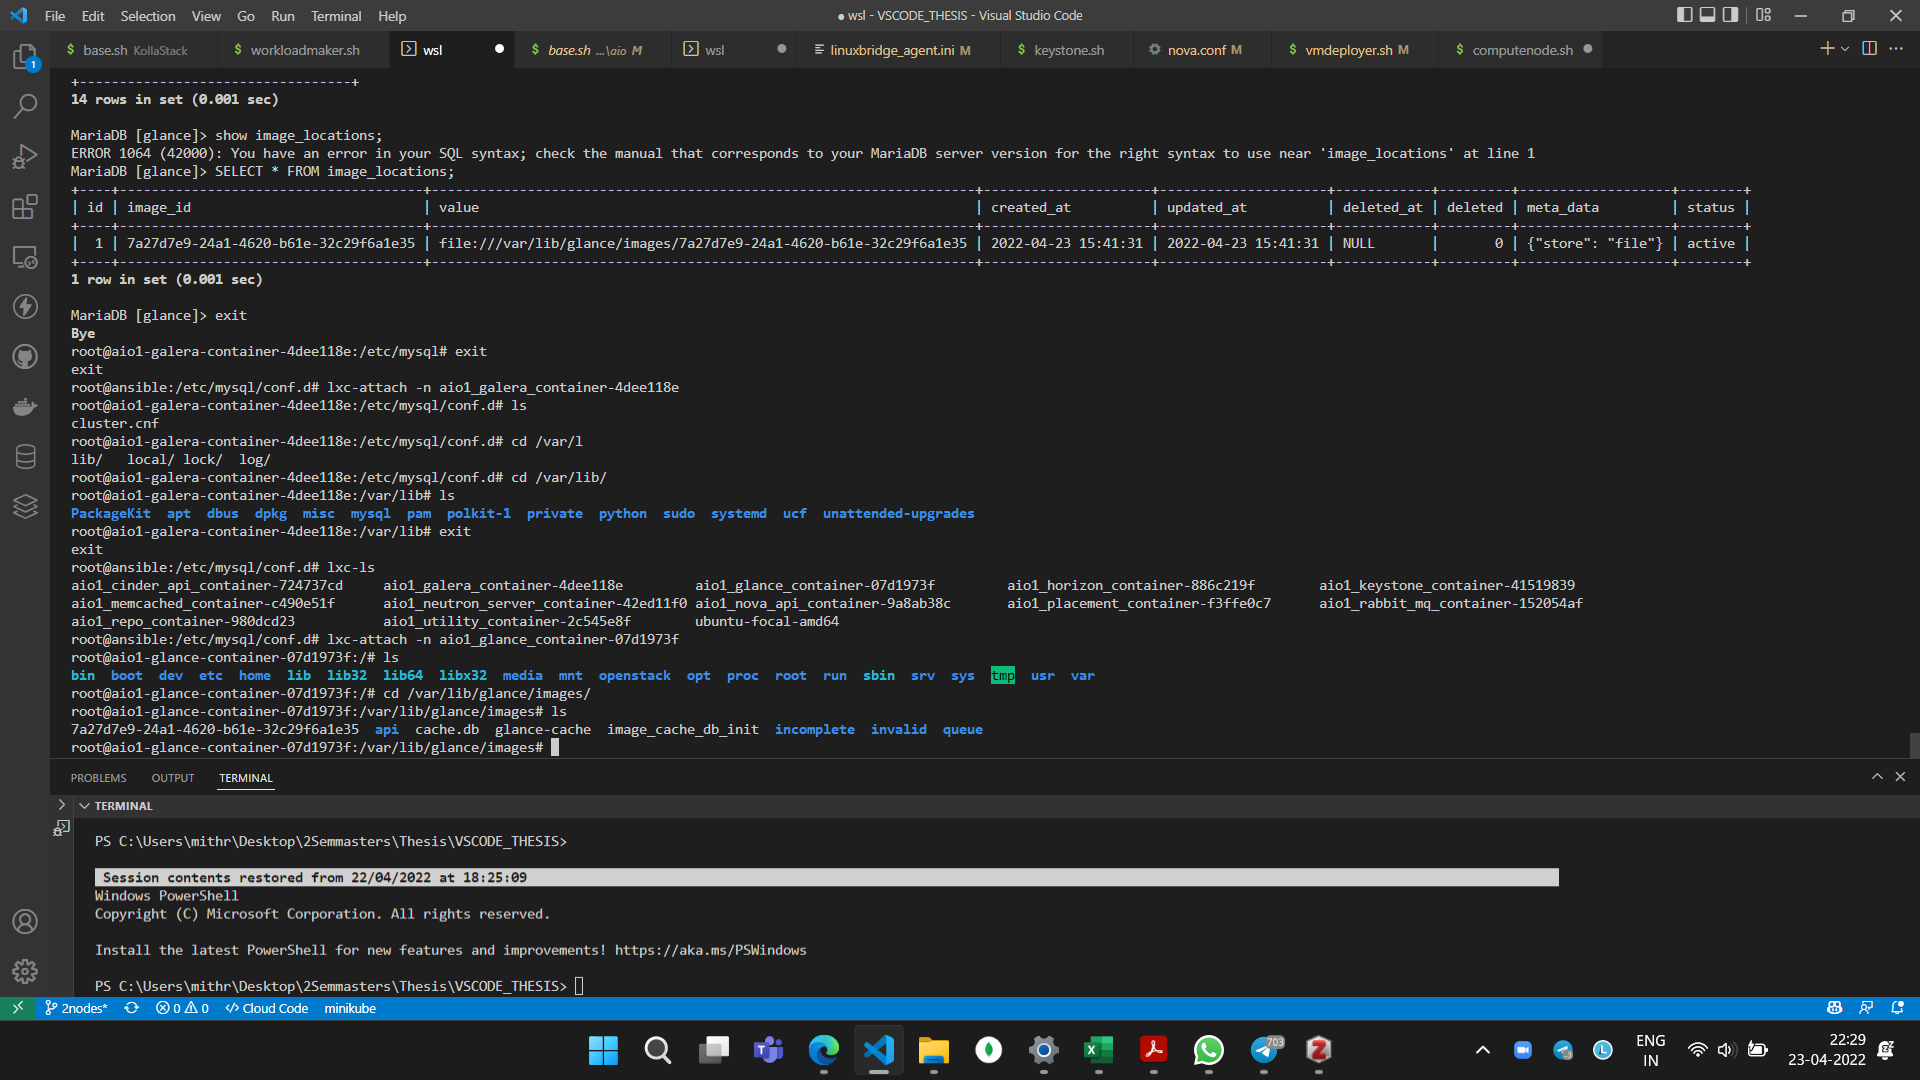 File Edit Selection View Go Run Terminal Help
● wsl - VSCODE_THESIS - Visual Studio Code
$ base.sh KollaStack $ workloadmaker.sh wsl ● $ base.sh ...\aio M wsl ● linuxbridge_agent.ini M $ keystone.sh nova.conf M $ vmdeployer.sh M $ computenode.sh ●
+----------------------------------+
14 rows in set (0.001 sec)
MariaDB [glance]> show image_locations;
ERROR 1064 (42000): You have an error in your SQL syntax; check the manual that corresponds to your MariaDB server version for the right syntax to use near 'image_locations' at line 1
MariaDB [glance]> SELECT * FROM image_locations;
+----+--------------------------------------+--------------------------------------------------------------------+---------------------+---------------------+------------+---------+-------------------+--------+
| id | image_id | value | created_at | updated_at | deleted_at | deleted | meta_data | status |
+----+--------------------------------------+--------------------------------------------------------------------+---------------------+---------------------+------------+---------+-------------------+--------+
| 1 | 7a27d7e9-24a1-4620-b61e-32c29f6a1e35 | file:///var/lib/glance/images/7a27d7e9-24a1-4620-b61e-32c29f6a1e35 | 2022-04-23 15:41:31 | 2022-04-23 15:41:31 | NULL | 0 | {"store": "file"} | active |
+----+--------------------------------------+--------------------------------------------------------------------+---------------------+---------------------+------------+---------+-------------------+--------+
1 row in set (0.001 sec)
MariaDB [glance]> exit
Bye
root@aio1-galera-container-4dee118e:/etc/mysql# exit
exit
root@ansible:/etc/mysql/conf.d# lxc-attach -n aio1_galera_container-4dee118e
root@aio1-galera-container-4dee118e:/etc/mysql/conf.d# ls
cluster.cnf
root@aio1-galera-container-4dee118e:/etc/mysql/conf.d# cd /var/l
lib/ local/ lock/ log/
root@aio1-galera-container-4dee118e:/etc/mysql/conf.d# cd /var/lib/
root@aio1-galera-container-4dee118e:/var/lib# ls
PackageKit apt dbus dpkg misc mysql pam polkit-1 private python sudo systemd ucf unattended-upgrades
root@aio1-galera-container-4dee118e:/var/lib# exit
exit
root@ansible:/etc/mysql/conf.d# lxc-ls
aio1_cinder_api_container-724737cd aio1_galera_container-4dee118e aio1_glance_container-07d1973f aio1_horizon_container-886c219f aio1_keystone_container-41519839
aio1_memcached_container-c490e51f aio1_neutron_server_container-42ed11f0 aio1_nova_api_container-9a8ab38c aio1_placement_container-f3ffe0c7 aio1_rabbit_mq_container-152054af
aio1_repo_container-980dcd23 aio1_utility_container-2c545e8f ubuntu-focal-amd64
root@ansible:/etc/mysql/conf.d# lxc-attach -n aio1_glance_container-07d1973f
root@aio1-glance-container-07d1973f:/# ls
bin boot dev etc home lib lib32 lib64 libx32 media mnt openstack opt proc root run sbin srv sys tmp usr var
root@aio1-glance-container-07d1973f:/# cd /var/lib/glance/images/
root@aio1-glance-container-07d1973f:/var/lib/glance/images# ls
7a27d7e9-24a1-4620-b61e-32c29f6a1e35 api cache.db glance-cache image_cache_db_init incomplete invalid queue
root@aio1-glance-container-07d1973f:/var/lib/glance/images#
PROBLEMS OUTPUT TERMINAL
TERMINAL
PS C:\Users\mithr\Desktop\2Semmasters\Thesis\VSCODE_THESIS>
Session contents restored from 22/04/2022 at 18:25:09
Windows PowerShell
Copyright (C) Microsoft Corporation. All rights reserved.
Install the latest PowerShell for new features and improvements! https://aka.ms/PSWindows
PS C:\Users\mithr\Desktop\2Semmasters\Thesis\VSCODE_THESIS>
1
2nodes* 0 0 Cloud Code minikube
703
ENG
IN
22:29
23-04-2022